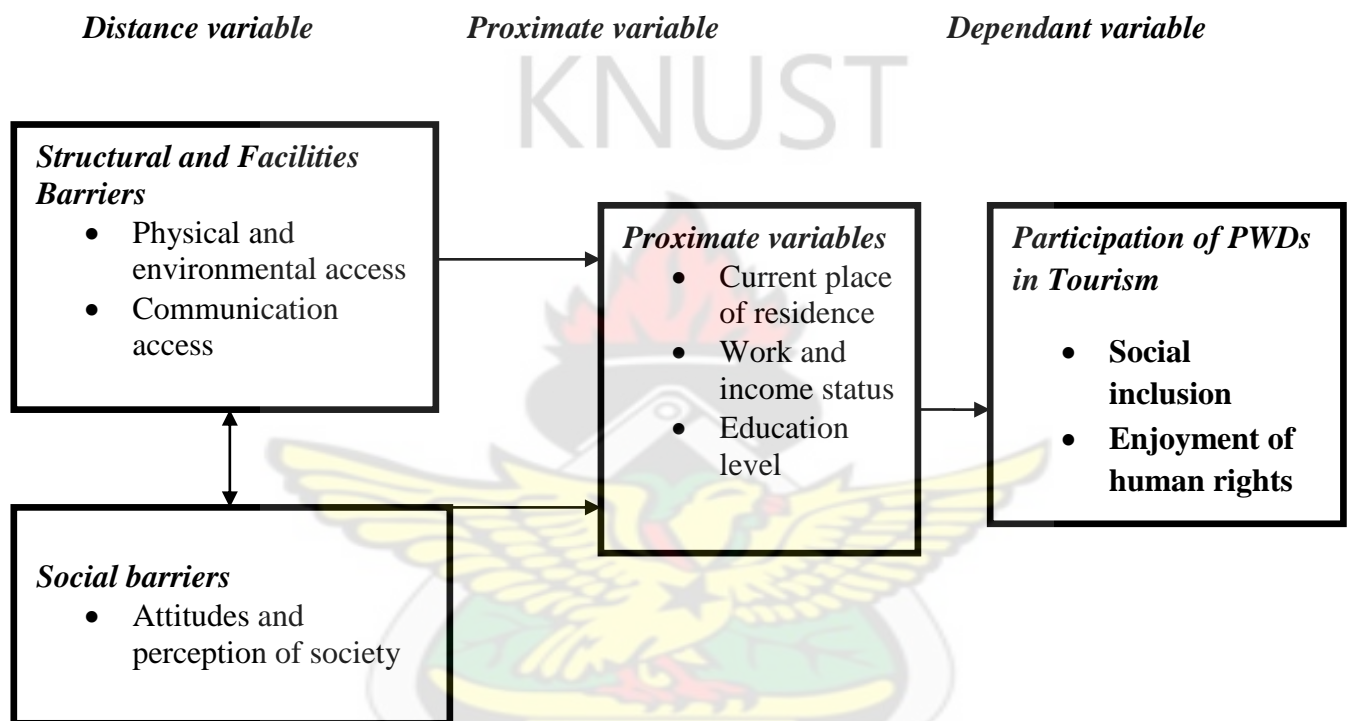 Distance variable Proximate variable Dependant variable
KNUST
Structural and Facilities
Barriers
• Physical and
environmental access
• Communication
access
Proximate variables
• Current place
of residence
• Work and
income status
• Education
level
Participation of PWDs
in Tourism
• Social
inclusion
• Enjoyment of
human rights
Social barriers
• Attitudes and
perception of society